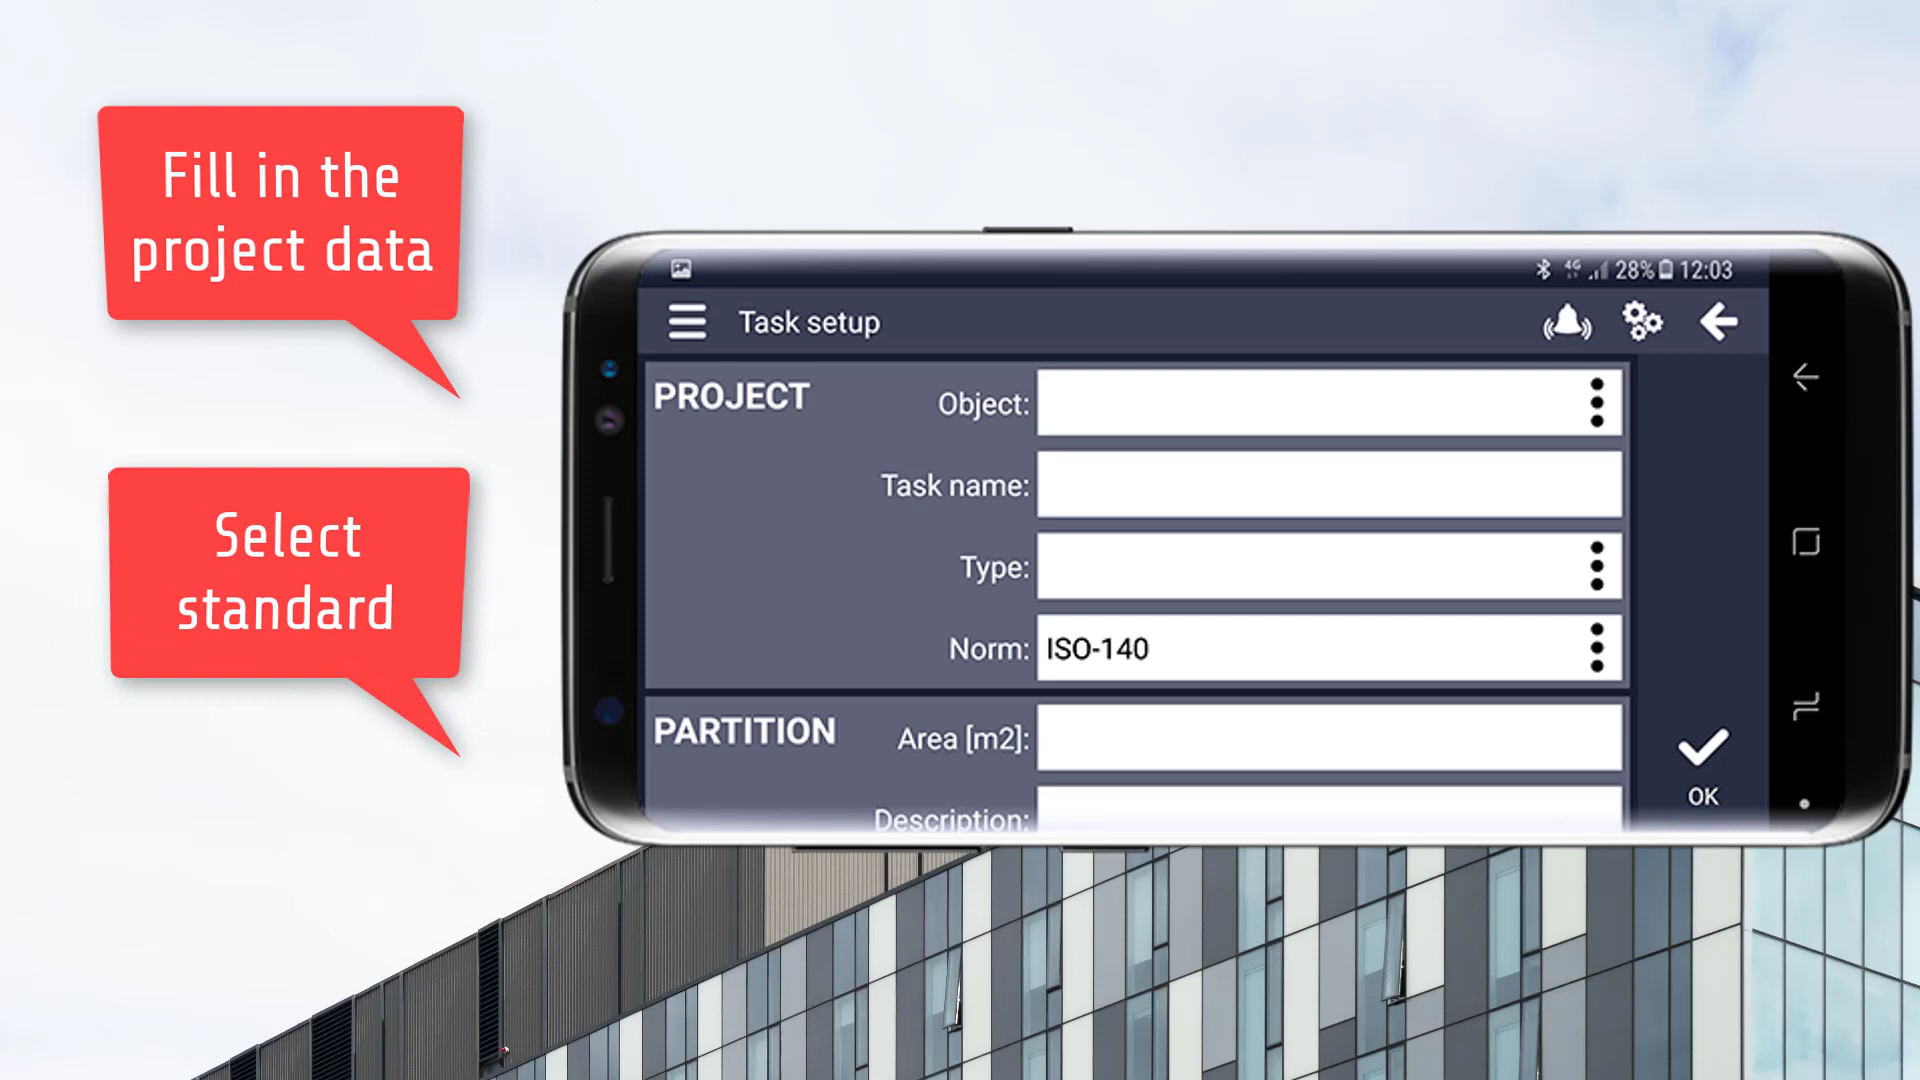 Fill in the
project data
Select
standard
4G 28% 12:03
Task setup
PROJECT
Object:
Task name:
Type:
Norm: ISO-140
PARTITION
Area [m2]:
Description:
OK